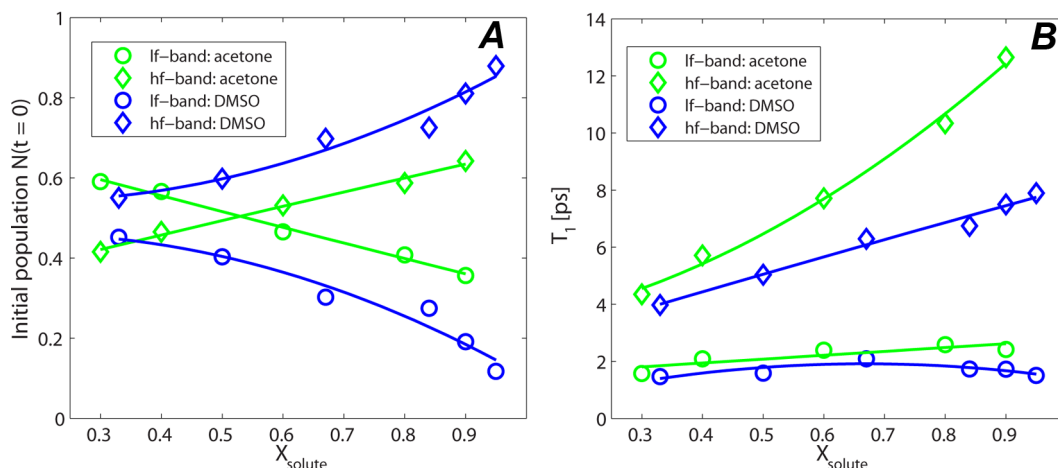 A
lf−band: acetone
hf−band: acetone
lf−band: DMSO
hf−band: DMSO
Initial population N(t = 0)
1
0.8
0.6
0.4
0.2
0
0.3 0.4 0.5 0.6 0.7 0.8 0.9
Xsolute
B
lf−band: acetone
hf−band: acetone
lf−band: DMSO
hf−band: DMSO
T1 [ps]
14
12
10
8
6
4
2
0
0.3 0.4 0.5 0.6 0.7 0.8 0.9
Xsolute